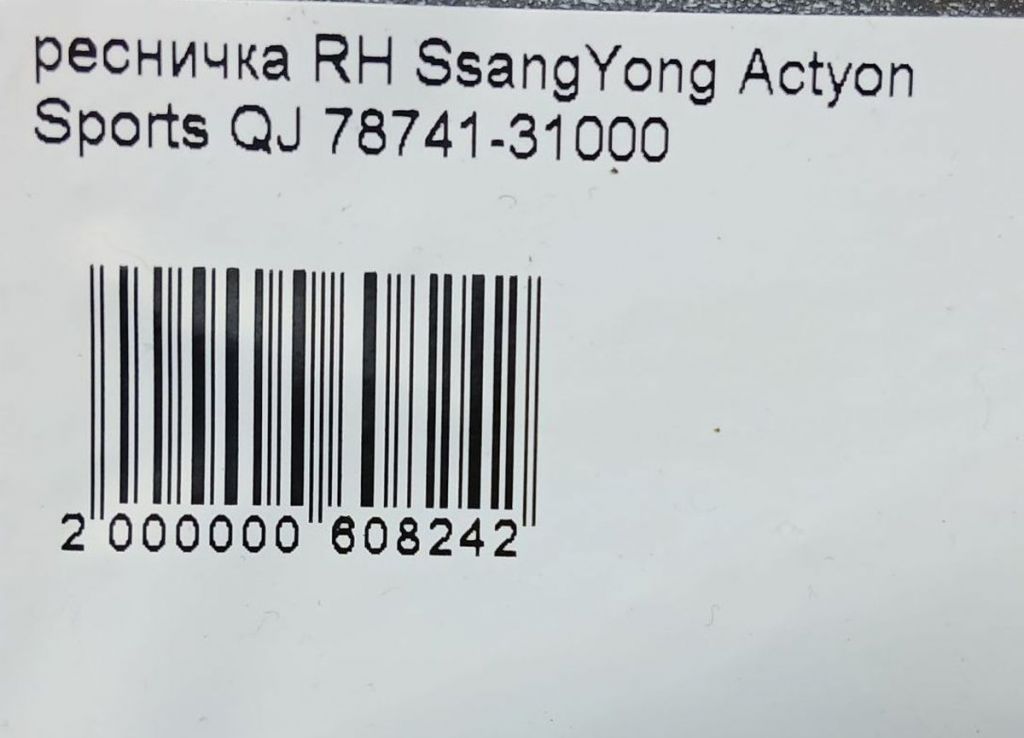 ресничка RH SsangYong Actyon
Sports QJ 78741-31000
2 000000 608242